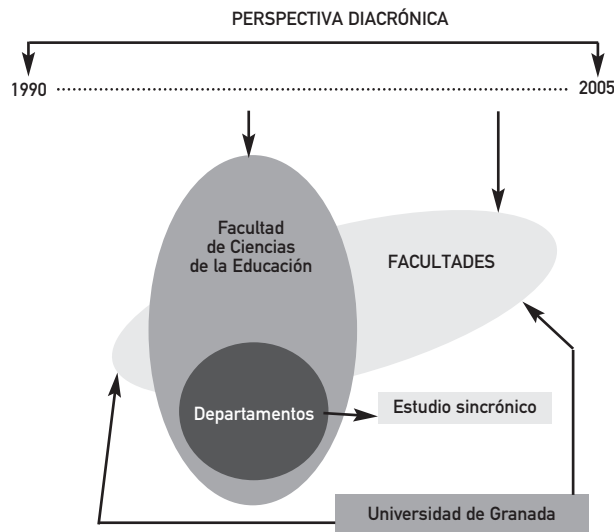 PERSPECTIVA DIACRÓNICA
1990
2005
Facultad
de Ciencias
de la Educación
FACULTADES
Departamentos
Estudio sincrónico
Universidad de Granada